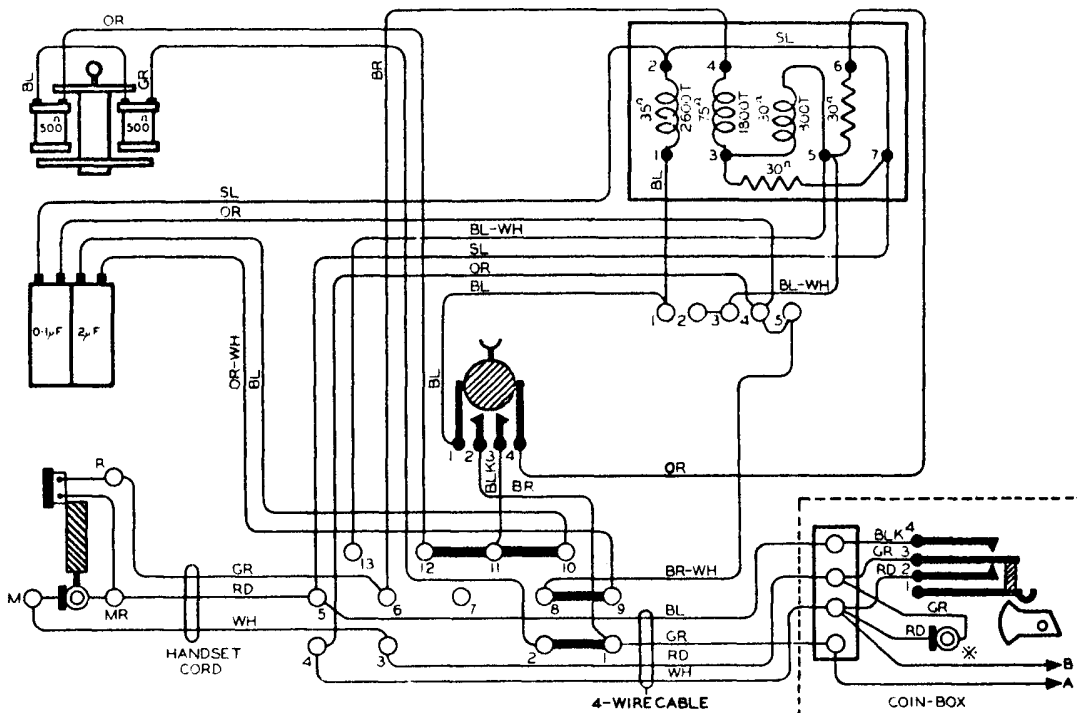 OR
BL
GR
500Ω
500Ω
BR
SL
2
4
6
35Ω
2600T
75Ω
1800T
30Ω
800T
30Ω
1
3
5
7
30Ω
BL
SL
OR
BL-WH
SL
OR
BL
BL-WH
1
2
3
4
5
0.1µF
2µF
OR-WH
BL
BL
1
2
3
4
BLK
BR
OR
R
M
MR
13
12
11
10
GR
RD
WH
5
6
7
8
9
BR-WH
4
3
2
1
BL
GR
RD
WH
HANDSET
CORD
4-WIRE CABLE
BLK
4
GR
3
RD
2
1
GR
RD
※
B
A
COIN-BOX